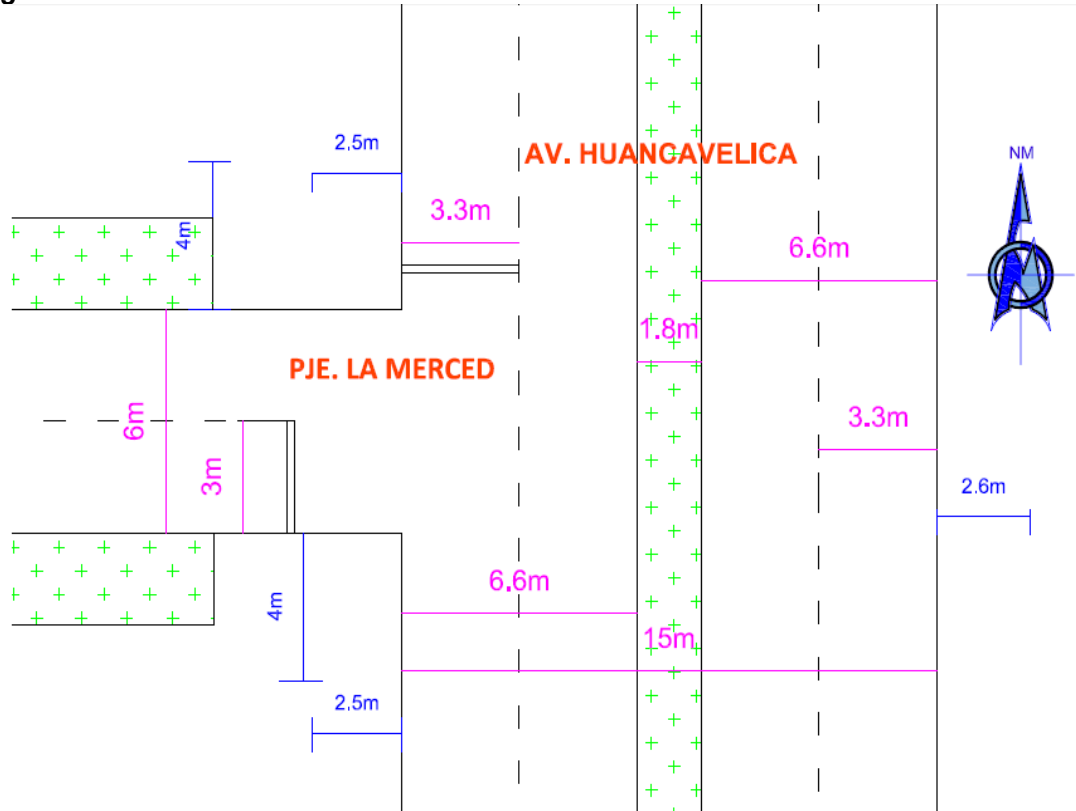 g
2.5m
AV. HUANCAVELICA
NM
3.3m
4m
6.6m
1.8m
PJE. LA MERCED
6m
3.3m
3m
2.6m
6.6m
4m
15m
2.5m